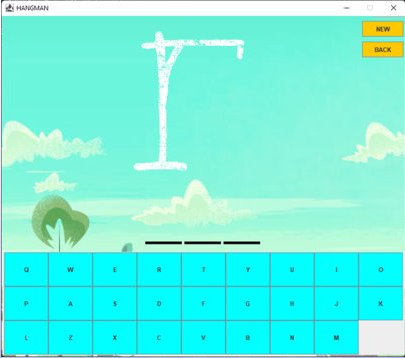 HANGMAN
NEW
BACK
Q W E R T Y U I O
P A S D F G H J K
L Z X C V B N M